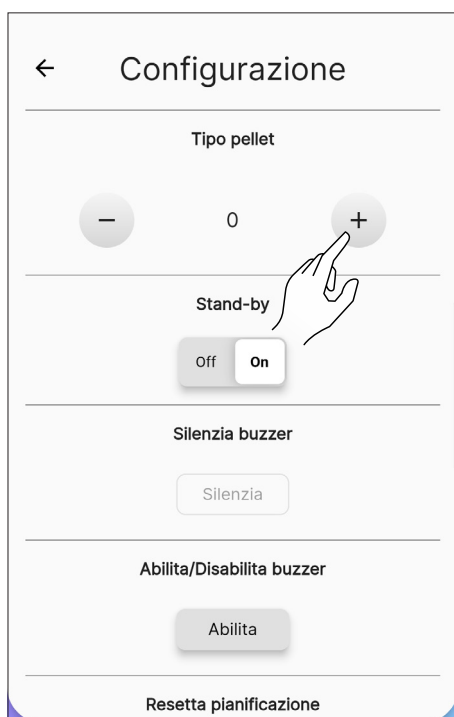 ← Configurazione
Tipo pellet
− 0 +
Stand-by
Off On
Silenzia buzzer
Silenzia
Abilita/Disabilita buzzer
Abilita
Resetta pianificazione